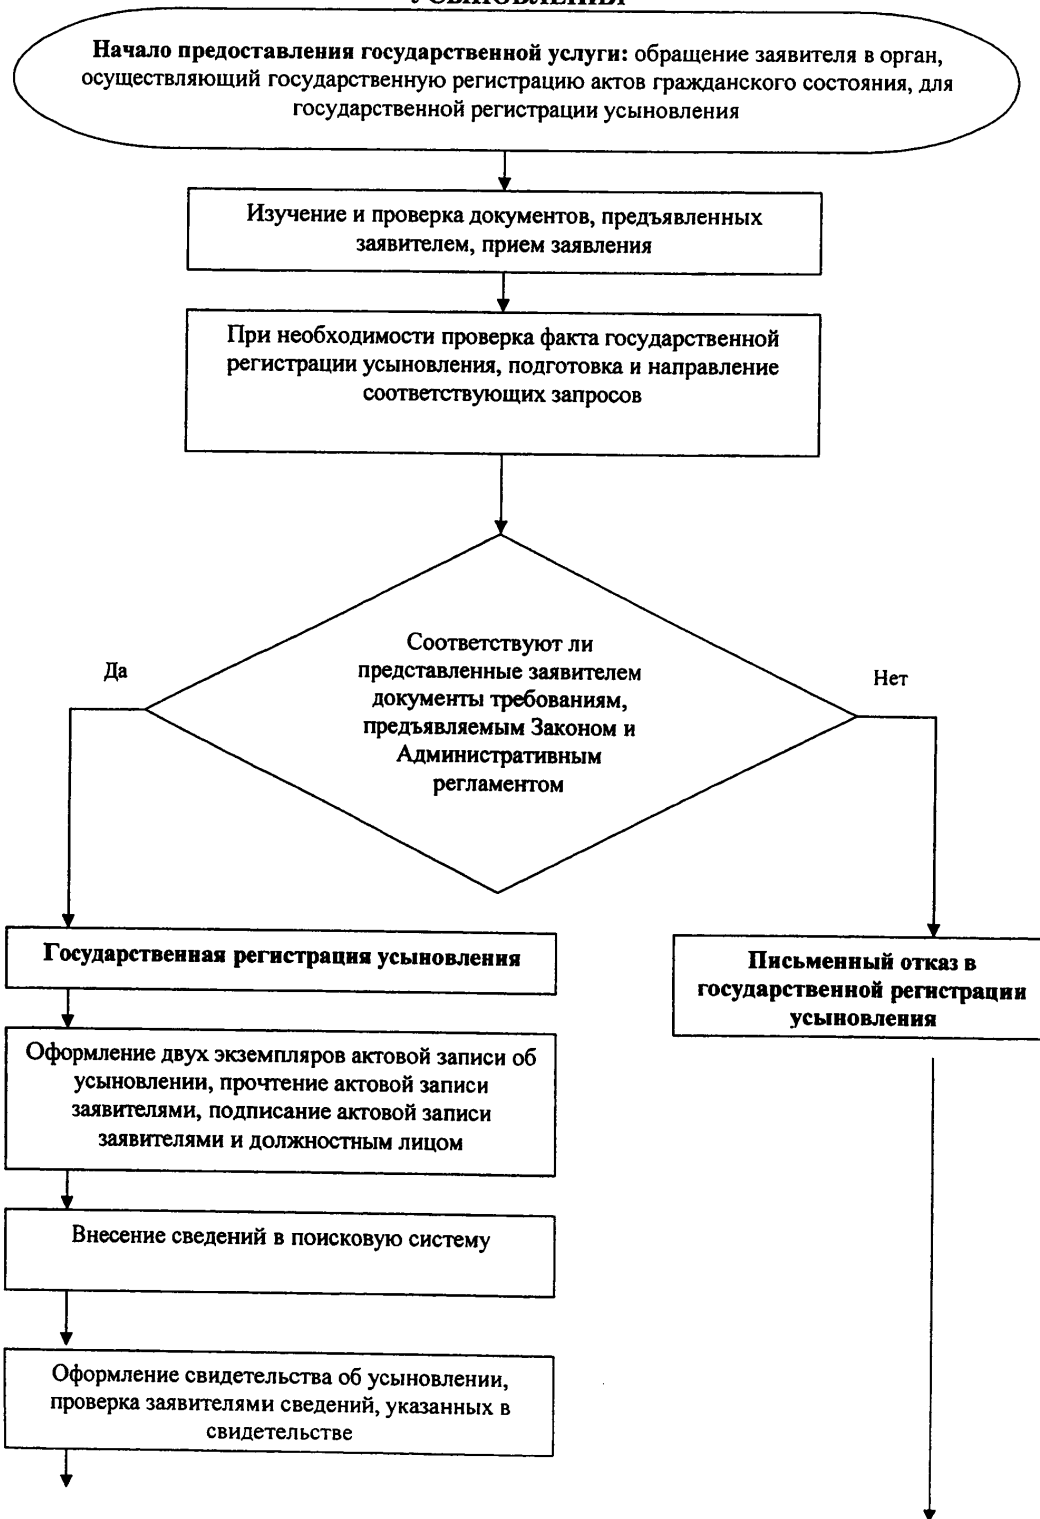 УСЫНОВЛЕНИЯ
Начало предоставления государственной услуги: обращение заявителя в орган,
осуществляющий государственную регистрацию актов гражданского состояния, для
государственной регистрации усыновления
Изучение и проверка документов, предъявленных
заявителем, прием заявления
При необходимости проверка факта государственной
регистрации усыновления, подготовка и направление
соответствующих запросов
Соответствуют ли
представленные заявителем
документы требованиям,
предъявляемым Законом и
Административным
регламентом
Да
Нет
Государственная регистрация усыновления
Письменный отказ в
государственной регистрации
усыновления
Оформление двух экземпляров актовой записи об
усыновлении, прочтение актовой записи
заявителями, подписание актовой записи
заявителями и должностным лицом
Внесение сведений в поисковую систему
Оформление свидетельства об усыновлении,
проверка заявителями сведений, указанных в
свидетельстве